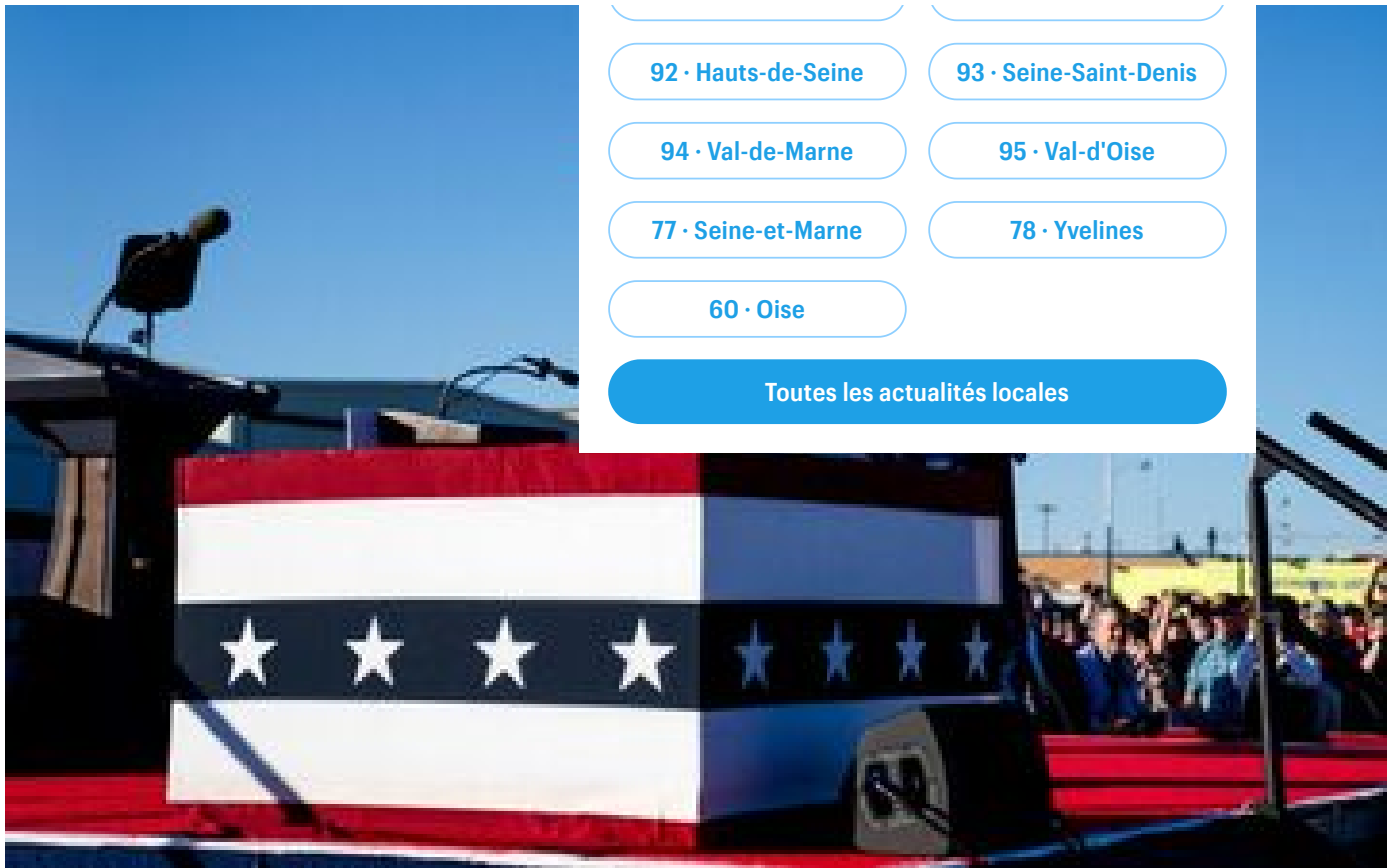 92 · Hauts-de-Seine
93 · Seine-Saint-Denis
94 · Val-de-Marne
95 · Val-d'Oise
77 · Seine-et-Marne
78 · Yvelines
60 · Oise
Toutes les actualités locales